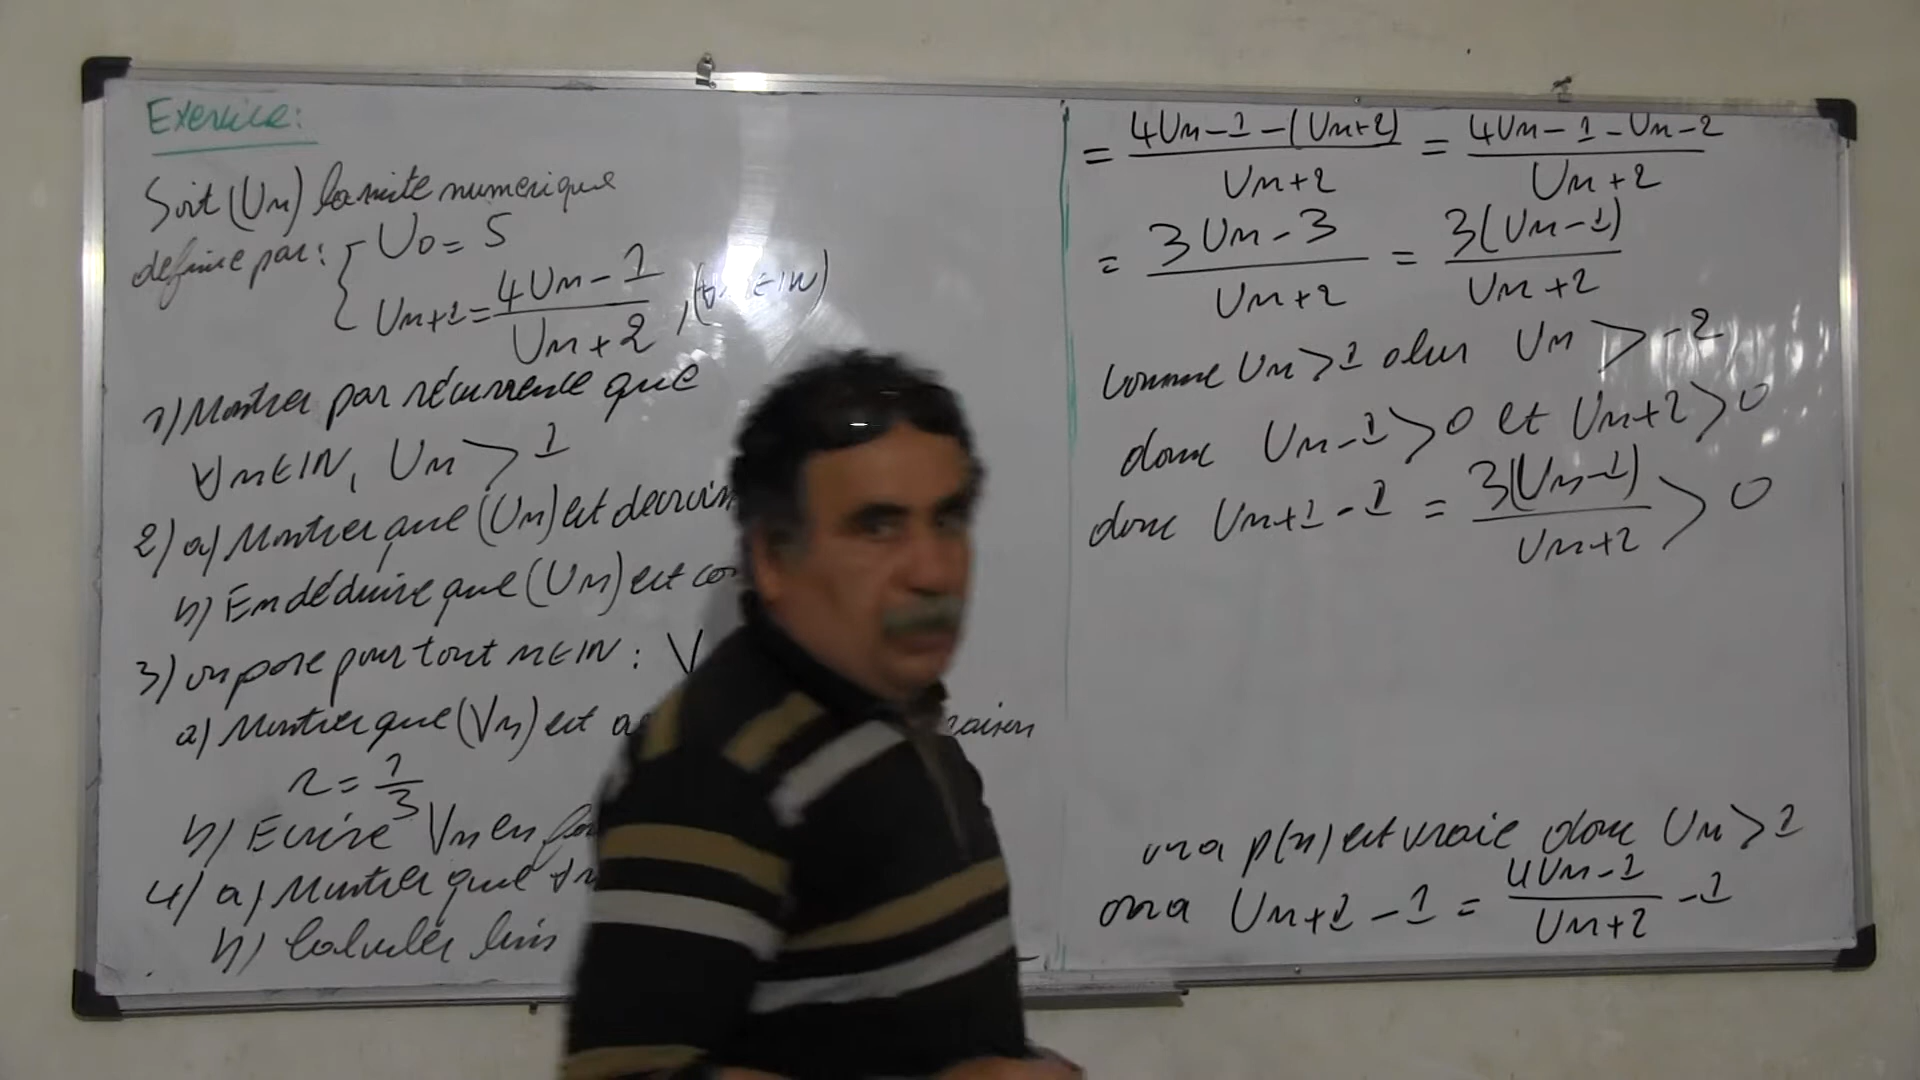 Exercice:
Soit (Un) la suite numérique
définie par: { U0 = 5
Un+1 = (4Un - 1)/(Un + 2), (∀n∈IN)
1) Montrer par récurrence que
∀n∈IN, Un > 1
2) a) Montrer que (Un) est
b) En déduire que (Un) est
3) on pose pour tout n∈IN: V
a) Montrer que (Vn) est raison
r = 1/3
b) Ecrire Vn en
4) a) Montrer que
b) Calculer lim
= (4Un - 1 - (Un+2))/(Un+2) = (4Un - 1 - Un - 2)/(Un+2)
= (3Un - 3)/(Un+2) = 3(Un-1)/(Un+2)
comme Un > 1 alors Un > -2
donc Un-1 > 0 et Un+2 > 0
donc Un+1 - 1 = 3(Un-1)/(Un+2) > 0
on a p(n) est vraie donc Un > 1
on a Un+1 - 1 = (4Un-1)/(Un+2) - 1